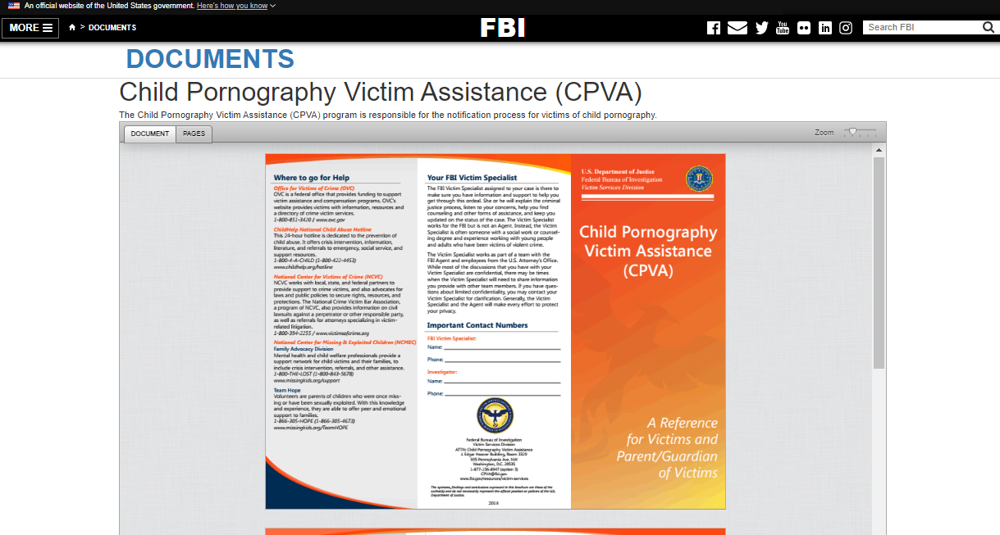 An official website of the United States government. Here's how you know
MORE
> DOCUMENTS
FBI
You
Tube
Search FBI
DOCUMENTS
Child Pornography Victim Assistance (CPVA)
The Child Pornography Victim Assistance (CPVA) program is responsible for the notification process for victims of child pornography.
DOCUMENT
PAGES
Zoom
Where to go for Help
Office for Victims of Crime (OVC)
OVC is a federal office that provides funding to support
victim assistance and compensation programs. OVC's
website provides victims with information, resources and
a directory of crime victim services.
1-800-851-3420 / www.ovc.gov
ChildHelp National Child Abuse Hotline
This 24-hour hotline is dedicated to the prevention of
child abuse. It offers crisis intervention, information,
literature, and referrals to emergency, social service, and
support resources.
1-800-4-A-CHILD (1-800-422-4453)
www.childhelp.org/hotline
National Center for Victims of Crime (NCVC)
NCVC works with local, state, and federal partners to
provide support to crime victims, and also advocates for
laws and public policies to secure rights, resources, and
protections. The National Crime Victim Bar Association,
a program of NCVC, also provides information on civil
lawsuits against a perpetrator or other responsible party,
as well as referrals for attorneys specializing in victim-
related litigation.
1-800-394-2255 / www.victimsofcrime.org
National Center for Missing & Exploited Children (NCMEC)
Family Advocacy Division
Mental health and child welfare professionals provide a
support network for child victims and their families, to
include crisis intervention, referrals, and other assistance.
1-800-THE-LOST (1-800-843-5678)
www.missingkids.org/support
Team Hope
Volunteers are parents of children who were once miss-
ing or have been sexually exploited. With this knowledge
and experience, they are able to offer peer and emotional
support to families.
1-866-305-HOPE (1-866-305-4673)
www.missingkids.org/TeamHOPE
Your FBI Victim Specialist
The FBI Victim Specialist assigned to your case is there to
make sure you have information and support to help you
get through this ordeal. She or he will explain the criminal
justice process, listen to your concerns, help you find
counseling and other forms of assistance, and keep you
updated on the status of the case. The Victim Specialist
works for the FBI but is not an Agent. Instead, the Victim
Specialist is often someone with a social work or counsel-
ing degree and experience working with young people
and adults who have been victims of violent crime.
The Victim Specialist works as part of a team with the
FBI Agent and employees from the U.S. Attorney's Office.
While most of the discussions that you have with your
Victim Specialist are confidential, there may be times
when the Victim Specialist will need to share information
you provide with other team members. If you have ques-
tions about limited confidentiality, you may contact your
Victim Specialist for clarification. Generally, the Victim
Specialist and the Agent will make every effort to protect
your privacy.
Important Contact Numbers
FBI Victim Specialist:
Name:
Phone:
Investigator:
Name:
Phone:
Federal Bureau of Investigation
Victim Services Division
ATTN: Child Pornography Victim Assistance
J. Edgar Hoover Building, Room 3329
935 Pennsylvania Ave. NW
Washington, D.C. 20535
1-877-236-8947 (option 3)
CPVA@fbi.gov
www.fbi.gov/resources/victim-services
The opinions, findings and conclusions expressed in this brochure are those of the
author(s) and do not necessarily represent the official position or policies of the U.S.
Department of Justice.
2018
U.S. Department of Justice
Federal Bureau of Investigation
Victim Services Division
Child Pornography
Victim Assistance
(CPVA)
A Reference
for Victims and
Parent/Guardian
of Victims